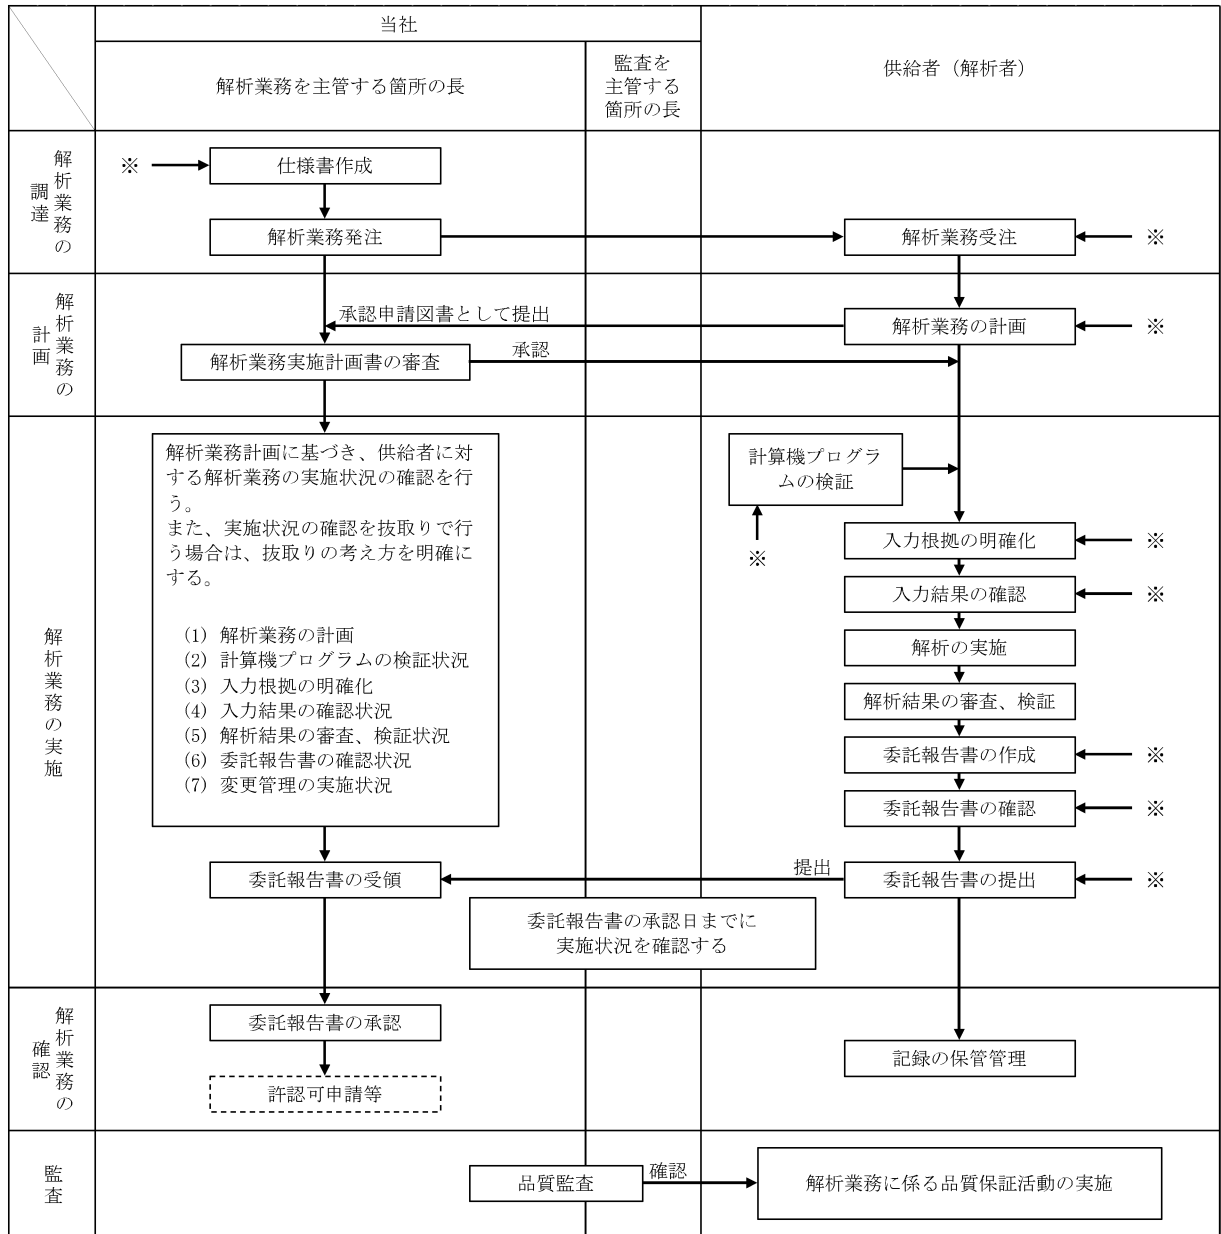 当社
解析業務を主管する箇所の長
監査を
主管する
箇所の長
供給者（解析者）
解析業務の
調達
※
仕様書作成
解析業務発注
解析業務受注
※
解析業務の
計画
承認申請図書として提出
解析業務の計画
※
解析業務実施計画書の審査
承認
解析業務の実施
解析業務計画に基づき、供給者に対
する解析業務の実施状況の確認を行
う。
また、実施状況の確認を抜取りで行
う場合は、抜取りの考え方を明確に
する。
(1) 解析業務の計画
(2) 計算機プログラムの検証状況
(3) 入力根拠の明確化
(4) 入力結果の確認状況
(5) 解析結果の審査、検証状況
(6) 委託報告書の確認状況
(7) 変更管理の実施状況
計算機プログラ
ムの検証
※
入力根拠の明確化
※
入力結果の確認
※
解析の実施
解析結果の審査、検証
委託報告書の作成
※
委託報告書の確認
※
委託報告書の受領
提出
委託報告書の提出
※
委託報告書の承認日までに
実施状況を確認する
解析業務の
確認
委託報告書の承認
記録の保管管理
許認可申請等
監査
品質監査
確認
解析業務に係る品質保証活動の実施